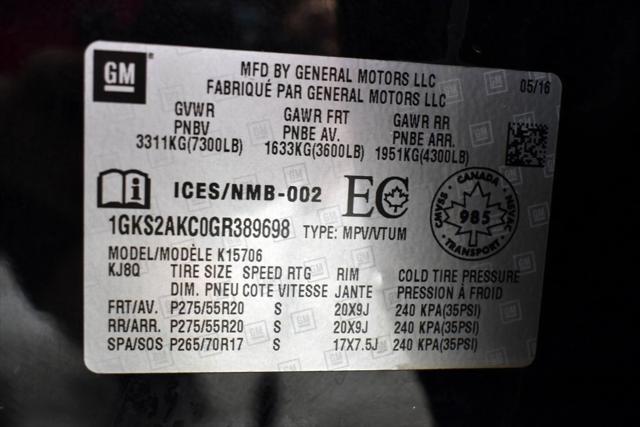 GM
MFD BY GENERAL MOTORS LLC
FABRIQUÉ PAR GENERAL MOTORS LLC
05/16
GVWR GAWR FRT GAWR RR
PNBV PNBE AV. PNBE ARR.
3311KG(7300LB) 1633KG(3600LB) 1951KG(4300LB)
ICES/NMB-002 EC
CANADA
CMVSS 985 NSVAC
TRANSPORT
1GKS2AKC0GR389698 TYPE: MPV/VTUM
MODEL/MODÈLE K15706
KJ8Q TIRE SIZE SPEED RTG RIM COLD TIRE PRESSURE
DIM. PNEU COTE VITESSE JANTE PRESSION À FROID
FRT/AV. P275/55R20 S 20X9J 240 KPA(35PSI)
RR/ARR. P275/55R20 S 20X9J 240 KPA(35PSI)
SPA/SOS P265/70R17 S 17X7.5J 240 KPA(35PSI)